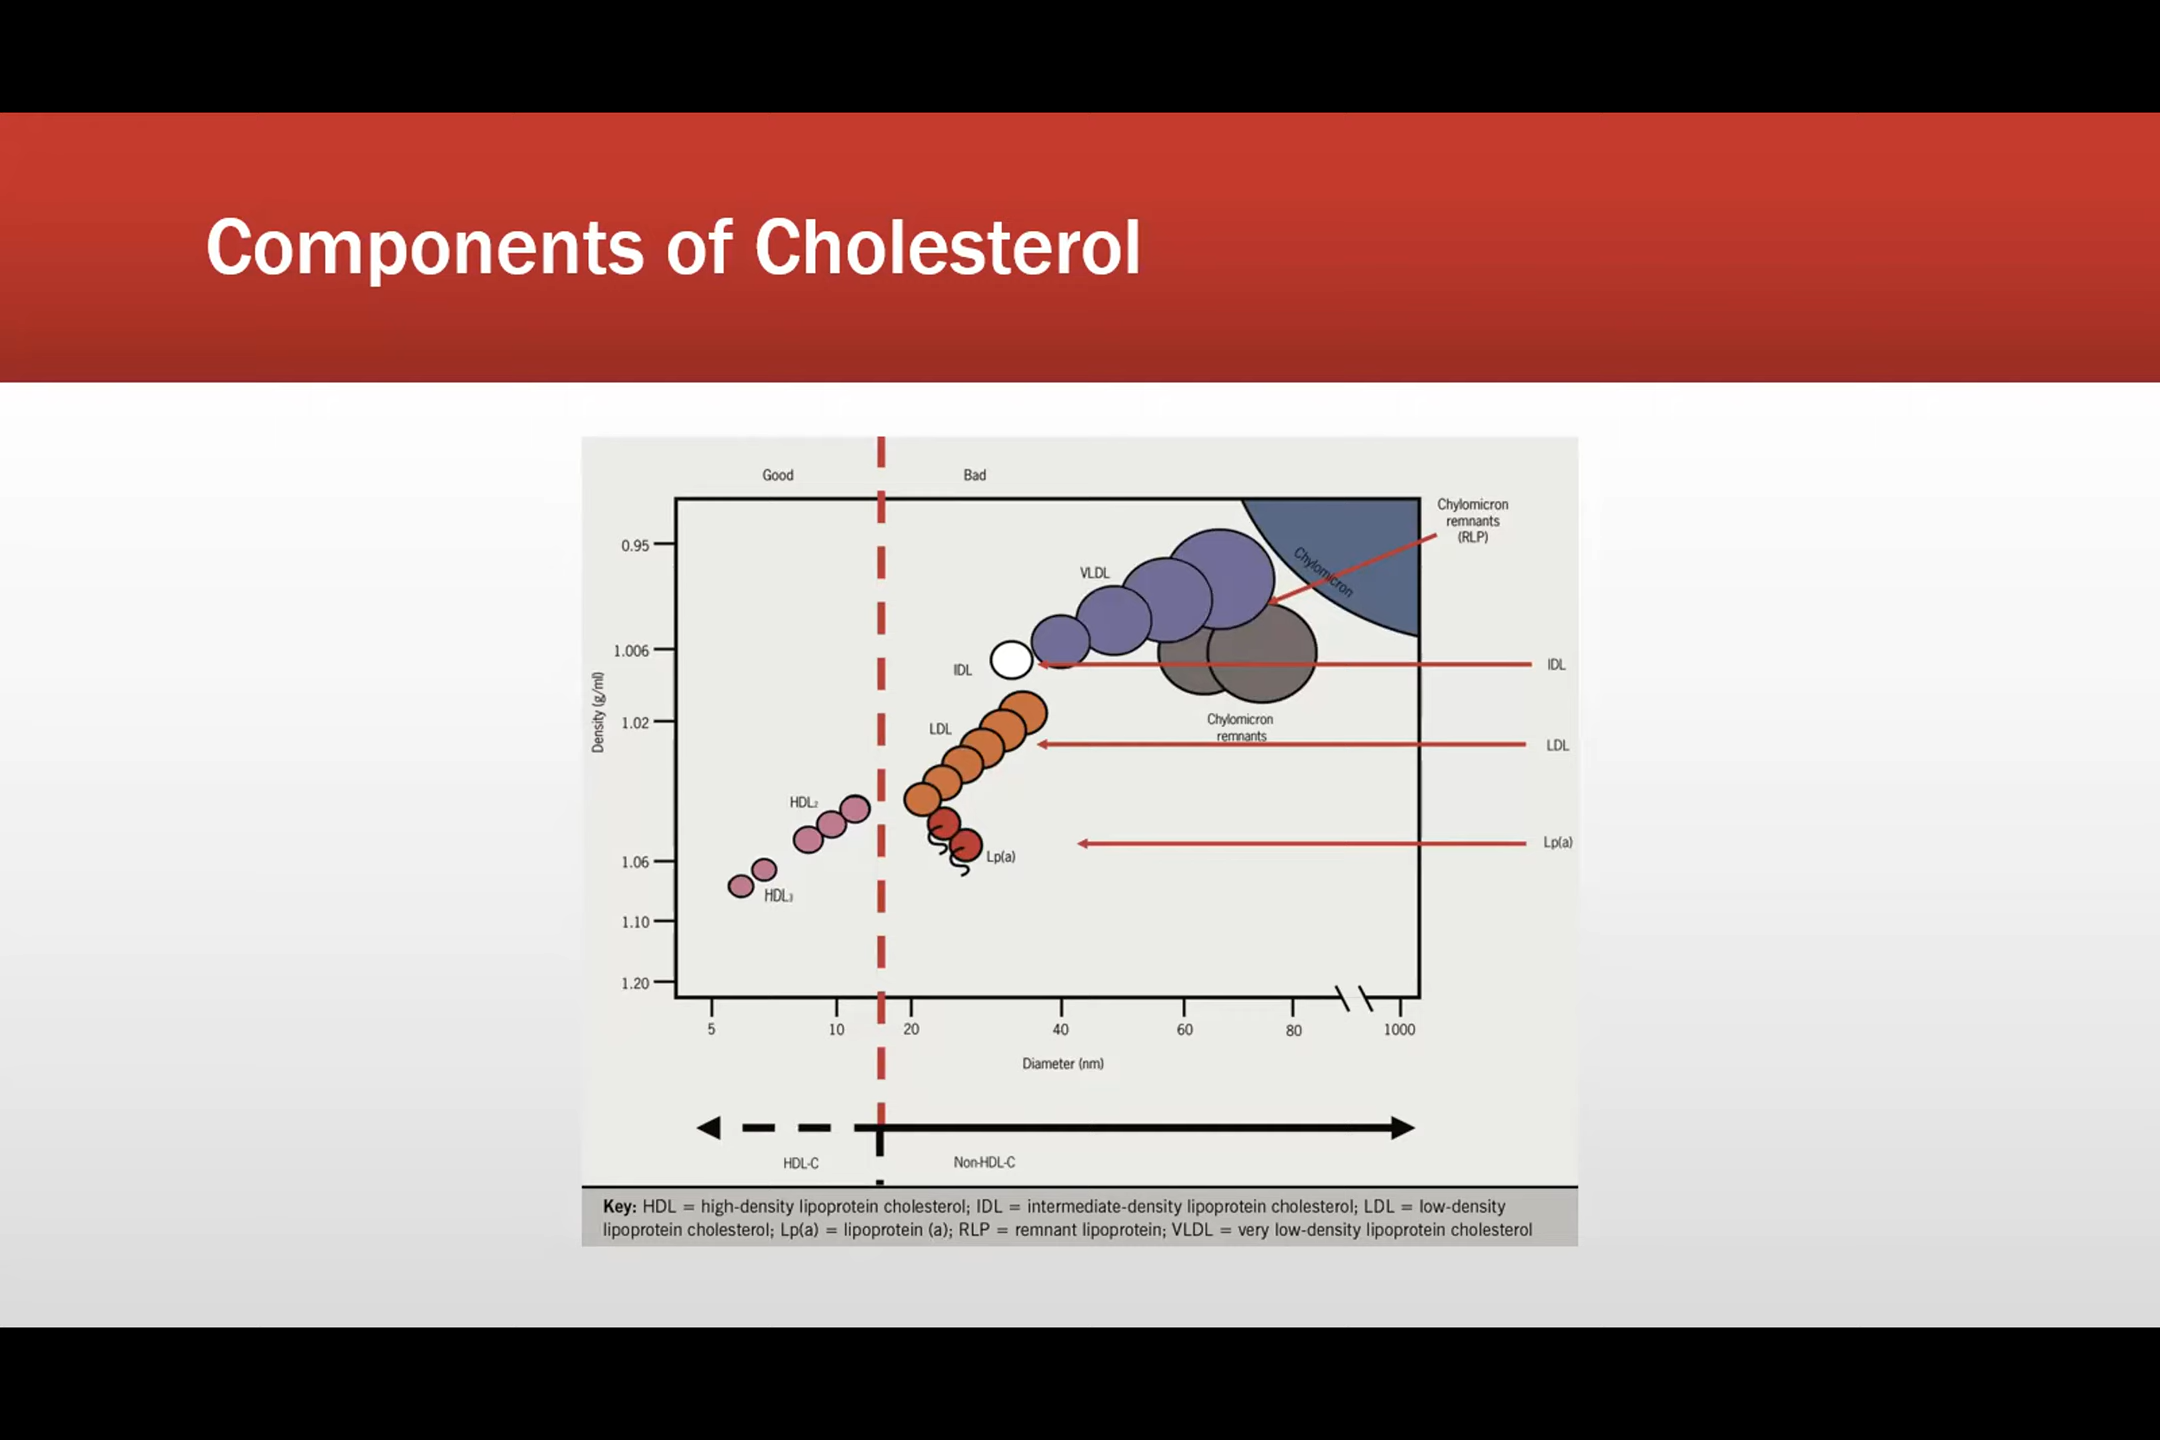 Components of Cholesterol
Good
Bad
Chylomicron
remnants
(RLP)
0.95
Chylomicron
VLDL
1.006
IDL
IDL
Density (g/ml)
1.02
LDL
Chylomicron
remnants
LDL
HDL₂
Lp(a)
Lp(a)
1.06
HDL₃
1.10
1.20
5
10
20
40
60
80
1000
Diameter (nm)
HDL-C
Non-HDL-C
Key: HDL = high-density lipoprotein cholesterol; IDL = intermediate-density lipoprotein cholesterol; LDL = low-density
lipoprotein cholesterol; Lp(a) = lipoprotein (a); RLP = remnant lipoprotein; VLDL = very low-density lipoprotein cholesterol